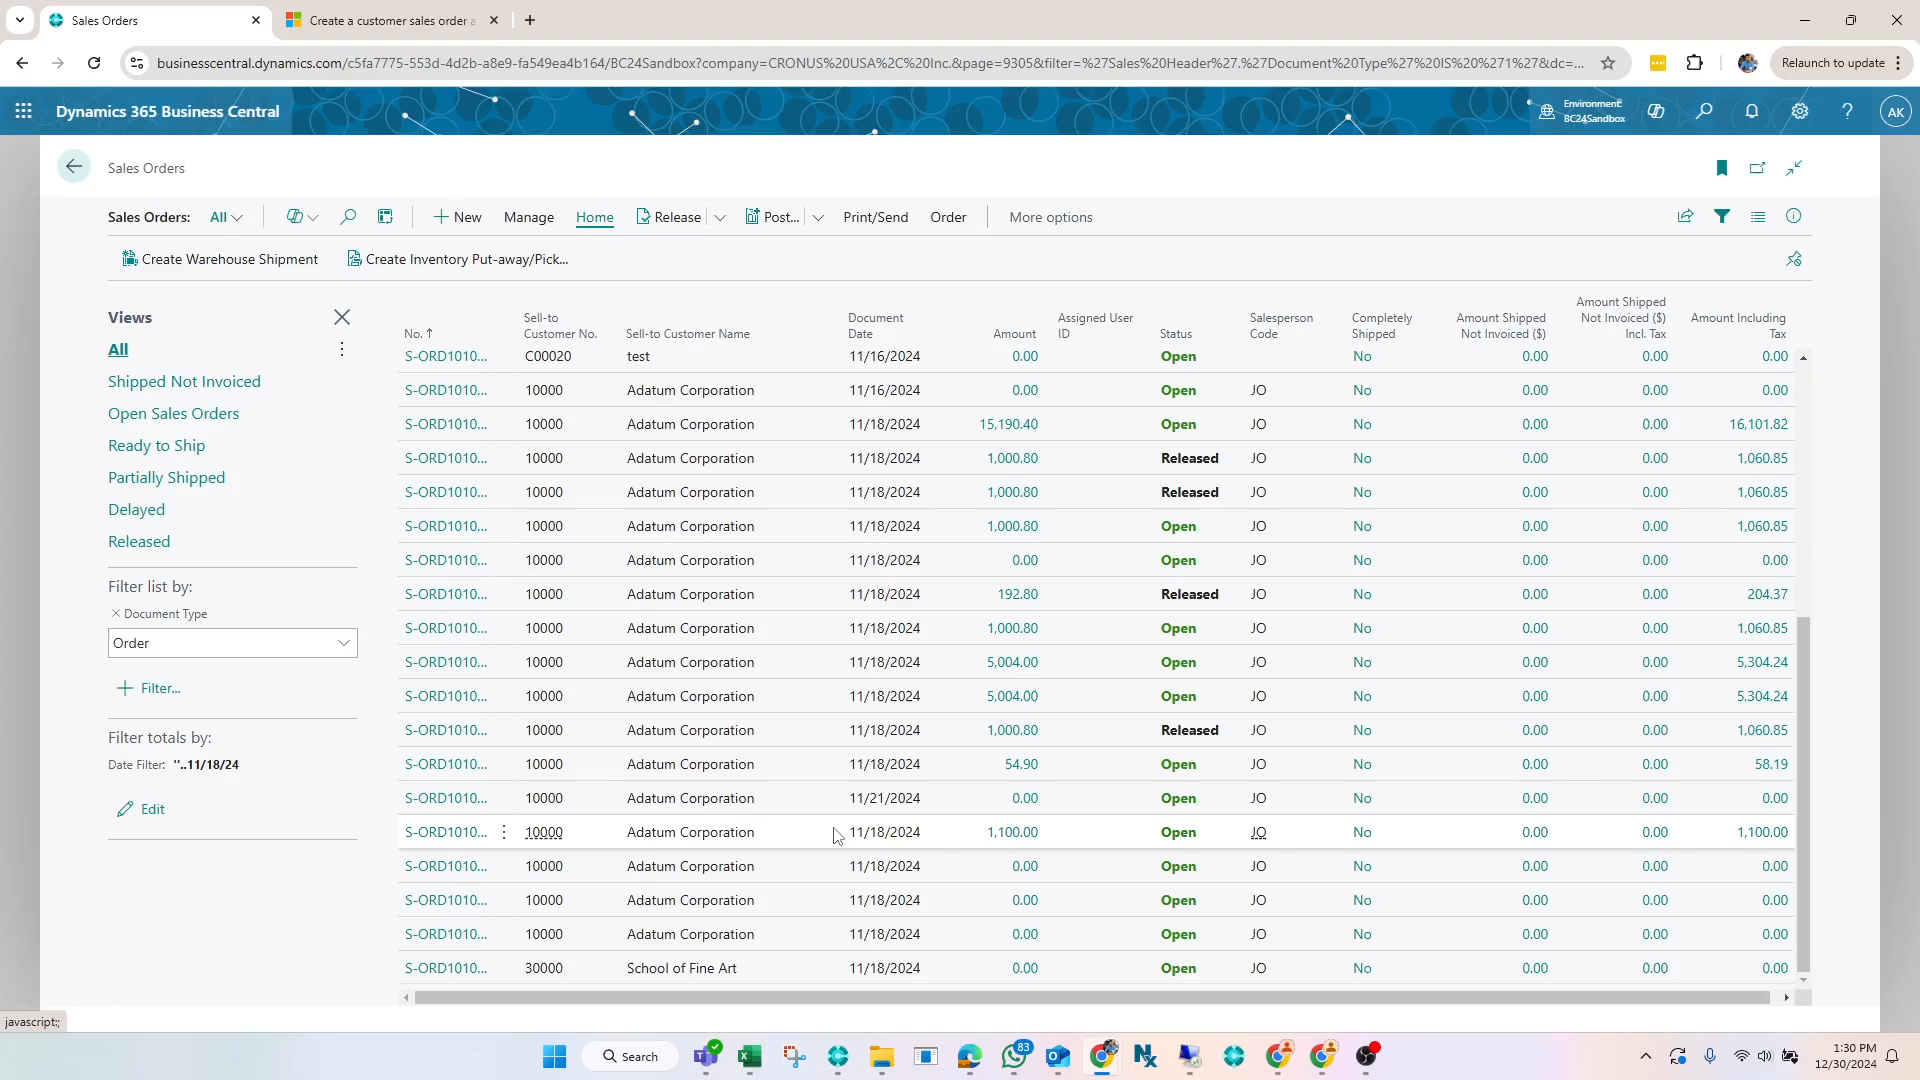 Sales Orders
Create a customer sales order a
businesscentral.dynamics.com/c5fa7775-553d-4d2b-a8e9-fa549ea4b164/BC24Sandbox?company=CRONUS%20USA%2C%20Inc.&page=9305&filter=%27Sales%20Header%27.%27Document%20Type%27%20IS%20%271%27&dc=...
Relaunch to update
Dynamics 365 Business Central
Environment:
BC24Sandbox
AK
Sales Orders
Sales Orders: All
New Manage Home Release Post... Print/Send Order More options
Create Warehouse Shipment Create Inventory Put-away/Pick...
Views
All
Shipped Not Invoiced
Open Sales Orders
Ready to Ship
Partially Shipped
Delayed
Released
Filter list by:
Document Type
Order
Filter...
Filter totals by:
Date Filter: ''..11/18/24
Edit
No. ↑ Sell-to Customer No. Sell-to Customer Name Document Date Amount Assigned User ID Status Salesperson Code Completely Shipped Amount Shipped Not Invoiced ($) Amount Shipped Not Invoiced ($) Incl. Tax Amount Including Tax
S-ORD1010... C00020 test 11/16/2024 0.00 Open No 0.00 0.00 0.00
S-ORD1010... 10000 Adatum Corporation 11/16/2024 0.00 Open JO No 0.00 0.00 0.00
S-ORD1010... 10000 Adatum Corporation 11/18/2024 15,190.40 Open JO No 0.00 0.00 16,101.82
S-ORD1010... 10000 Adatum Corporation 11/18/2024 1,000.80 Released JO No 0.00 0.00 1,060.85
S-ORD1010... 10000 Adatum Corporation 11/18/2024 1,000.80 Released JO No 0.00 0.00 1,060.85
S-ORD1010... 10000 Adatum Corporation 11/18/2024 1,000.80 Open JO No 0.00 0.00 1,060.85
S-ORD1010... 10000 Adatum Corporation 11/18/2024 0.00 Open JO No 0.00 0.00 0.00
S-ORD1010... 10000 Adatum Corporation 11/18/2024 192.80 Released JO No 0.00 0.00 204.37
S-ORD1010... 10000 Adatum Corporation 11/18/2024 1,000.80 Open JO No 0.00 0.00 1,060.85
S-ORD1010... 10000 Adatum Corporation 11/18/2024 5,004.00 Open JO No 0.00 0.00 5,304.24
S-ORD1010... 10000 Adatum Corporation 11/18/2024 5,004.00 Open JO No 0.00 0.00 5,304.24
S-ORD1010... 10000 Adatum Corporation 11/18/2024 1,000.80 Released JO No 0.00 0.00 1,060.85
S-ORD1010... 10000 Adatum Corporation 11/18/2024 54.90 Open JO No 0.00 0.00 58.19
S-ORD1010... 10000 Adatum Corporation 11/21/2024 0.00 Open JO No 0.00 0.00 0.00
S-ORD1010... 10000 Adatum Corporation 11/18/2024 1,100.00 Open JO No 0.00 0.00 1,100.00
S-ORD1010... 10000 Adatum Corporation 11/18/2024 0.00 Open JO No 0.00 0.00 0.00
S-ORD1010... 10000 Adatum Corporation 11/18/2024 0.00 Open JO No 0.00 0.00 0.00
S-ORD1010... 10000 Adatum Corporation 11/18/2024 0.00 Open JO No 0.00 0.00 0.00
S-ORD1010... 30000 School of Fine Art 11/18/2024 0.00 Open JO No 0.00 0.00 0.00
javascript:;
Search
83
1:30 PM
12/30/2024